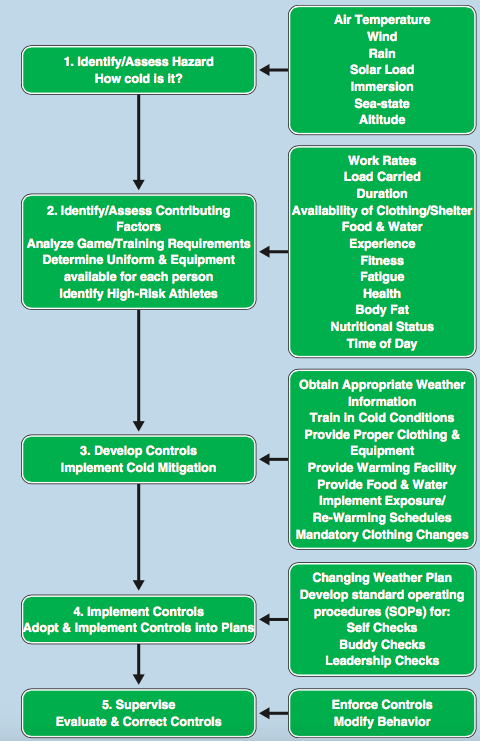 1. Identify/Assess Hazard
How cold is it?
Air Temperature
Wind
Rain
Solar Load
Immersion
Sea-state
Altitude
2. Identify/Assess Contributing
Factors
Analyze Game/Training Requirements
Determine Uniform & Equipment
available for each person
Identify High-Risk Athletes
Work Rates
Load Carried
Duration
Availability of Clothing/Shelter
Food & Water
Experience
Fitness
Fatigue
Health
Body Fat
Nutritional Status
Time of Day
3. Develop Controls
Implement Cold Mitigation
Obtain Appropriate Weather
Information
Train in Cold Conditions
Provide Proper Clothing &
Equipment
Provide Warming Facility
Provide Food & Water
Implement Exposure/
Re-Warming Schedules
Mandatory Clothing Changes
4. Implement Controls
Adopt & Implement Controls into Plans
Changing Weather Plan
Develop standard operating
procedures (SOPs) for:
Self Checks
Buddy Checks
Leadership Checks
5. Supervise
Evaluate & Correct Controls
Enforce Controls
Modify Behavior